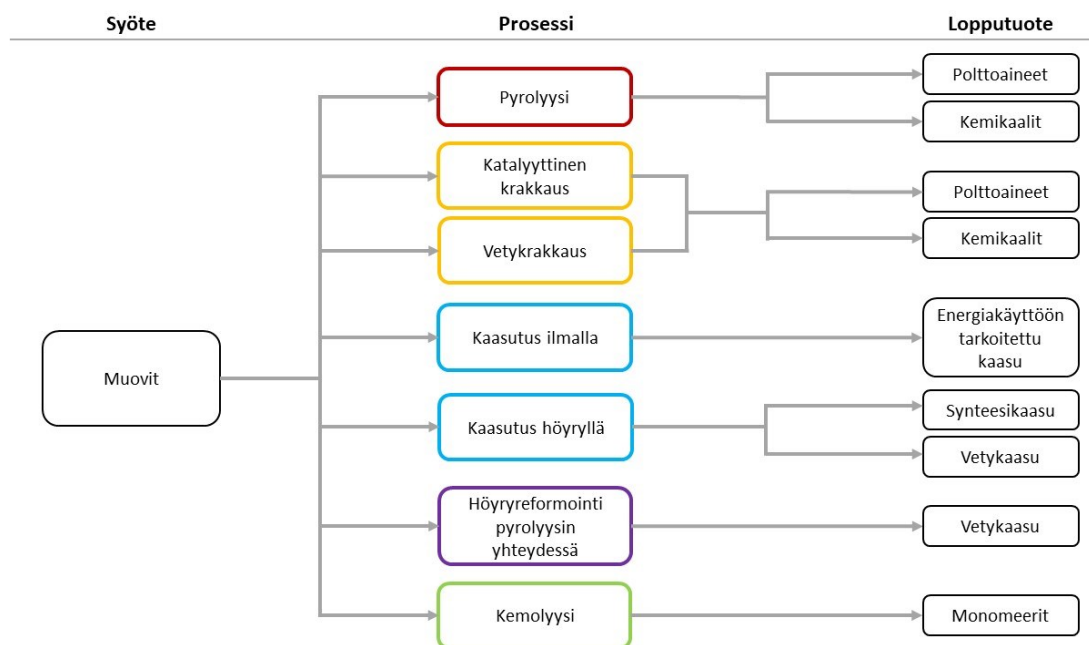 Syöte
Prosessi
Lopputuote
Muovit
Pyrolyysi
Polttoaineet
Kemikaalit
Katalyyttinen
krakkaus
Vetykrakkaus
Polttoaineet
Kemikaalit
Kaasutus ilmalla
Energiakäyttöön
tarkoitettu
kaasu
Kaasutus höyryllä
Synteesikaasu
Vetykaasu
Höyryreformointi
pyrolyysin
yhteydessä
Vetykaasu
Kemolyysi
Monomeerit